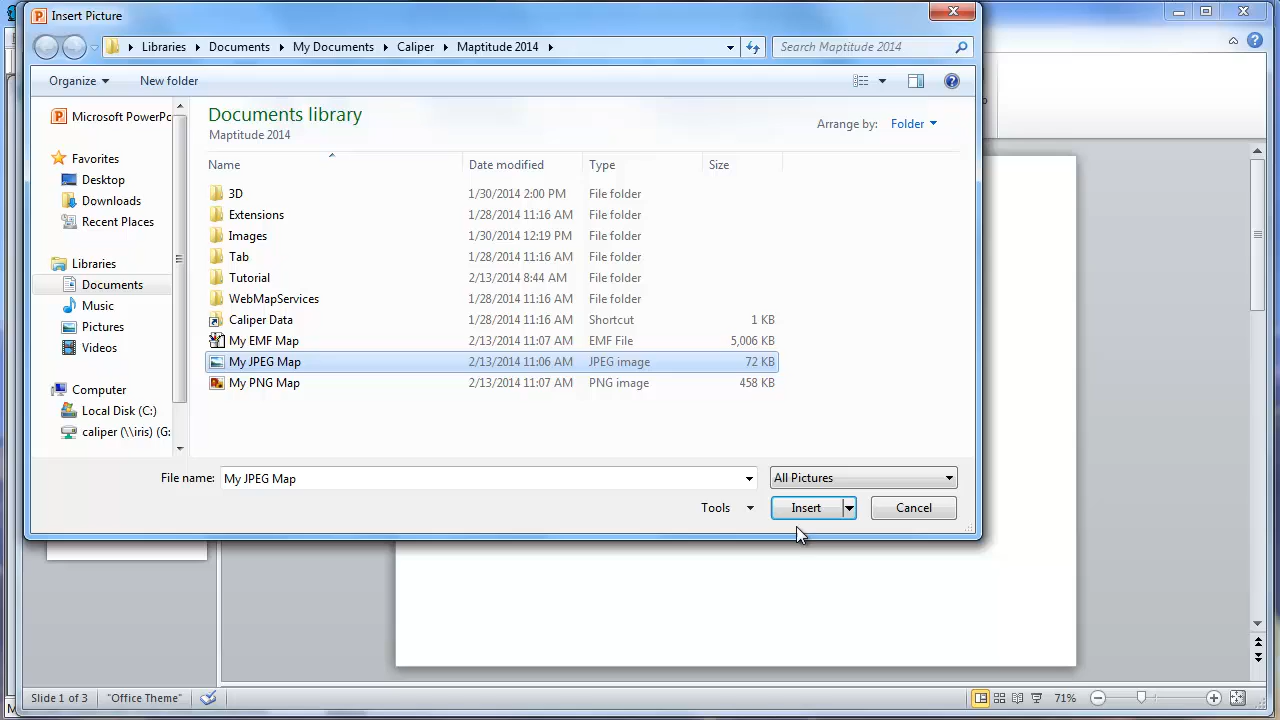 Insert Picture
Libraries Documents My Documents Caliper Maptitude 2014
Search Maptitude 2014
Organize New folder
Microsoft PowerPo
Favorites
Desktop
Downloads
Recent Places
Libraries
Documents
Music
Pictures
Videos
Computer
Local Disk (C:)
caliper (\\iris) (G:
Documents library
Maptitude 2014
Arrange by: Folder
Name Date modified Type Size
3D 1/30/2014 2:00 PM File folder
Extensions 1/28/2014 11:16 AM File folder
Images 1/30/2014 12:19 PM File folder
Tab 1/28/2014 11:16 AM File folder
Tutorial 2/13/2014 8:44 AM File folder
WebMapServices 1/28/2014 11:16 AM File folder
Caliper Data 1/28/2014 11:16 AM Shortcut 1 KB
My EMF Map 2/13/2014 11:07 AM EMF File 5,006 KB
My JPEG Map 2/13/2014 11:06 AM JPEG image 72 KB
My PNG Map 2/13/2014 11:07 AM PNG image 458 KB
File name: My JPEG Map All Pictures
Tools Insert Cancel
Slide 1 of 3 "Office Theme" 71%